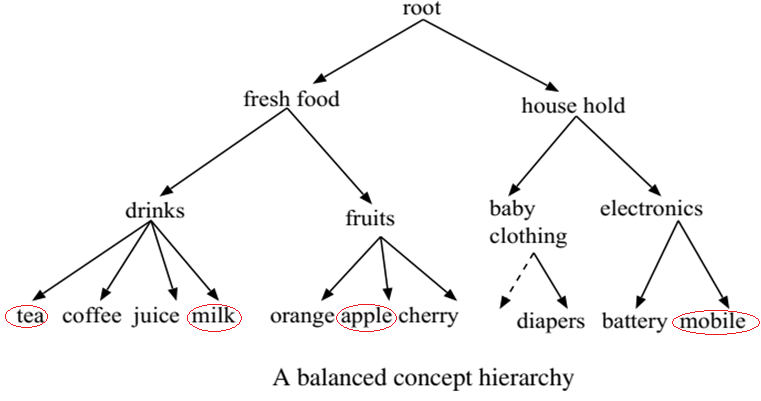 root
fresh food
house hold
drinks
fruits
baby
clothing
electronics
tea coffee juice milk
orange apple cherry
diapers battery mobile
A balanced concept hierarchy